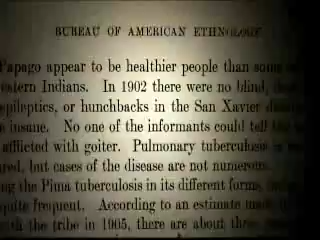 BUREAU OF AMERICAN ETHNOLOGY
Papago appear to be healthier people than some
Indians. In 1902 there were no blind,
epileptics, or hunchbacks in the San Xavier
insane. No one of the informants could tell
afflicted with goiter. Pulmonary tuberculosis is
but cases of the disease are not numerous.
the Pima tuberculosis in its different forms
quite frequent. According to an estimate made
the tribe in 1905, there are about three